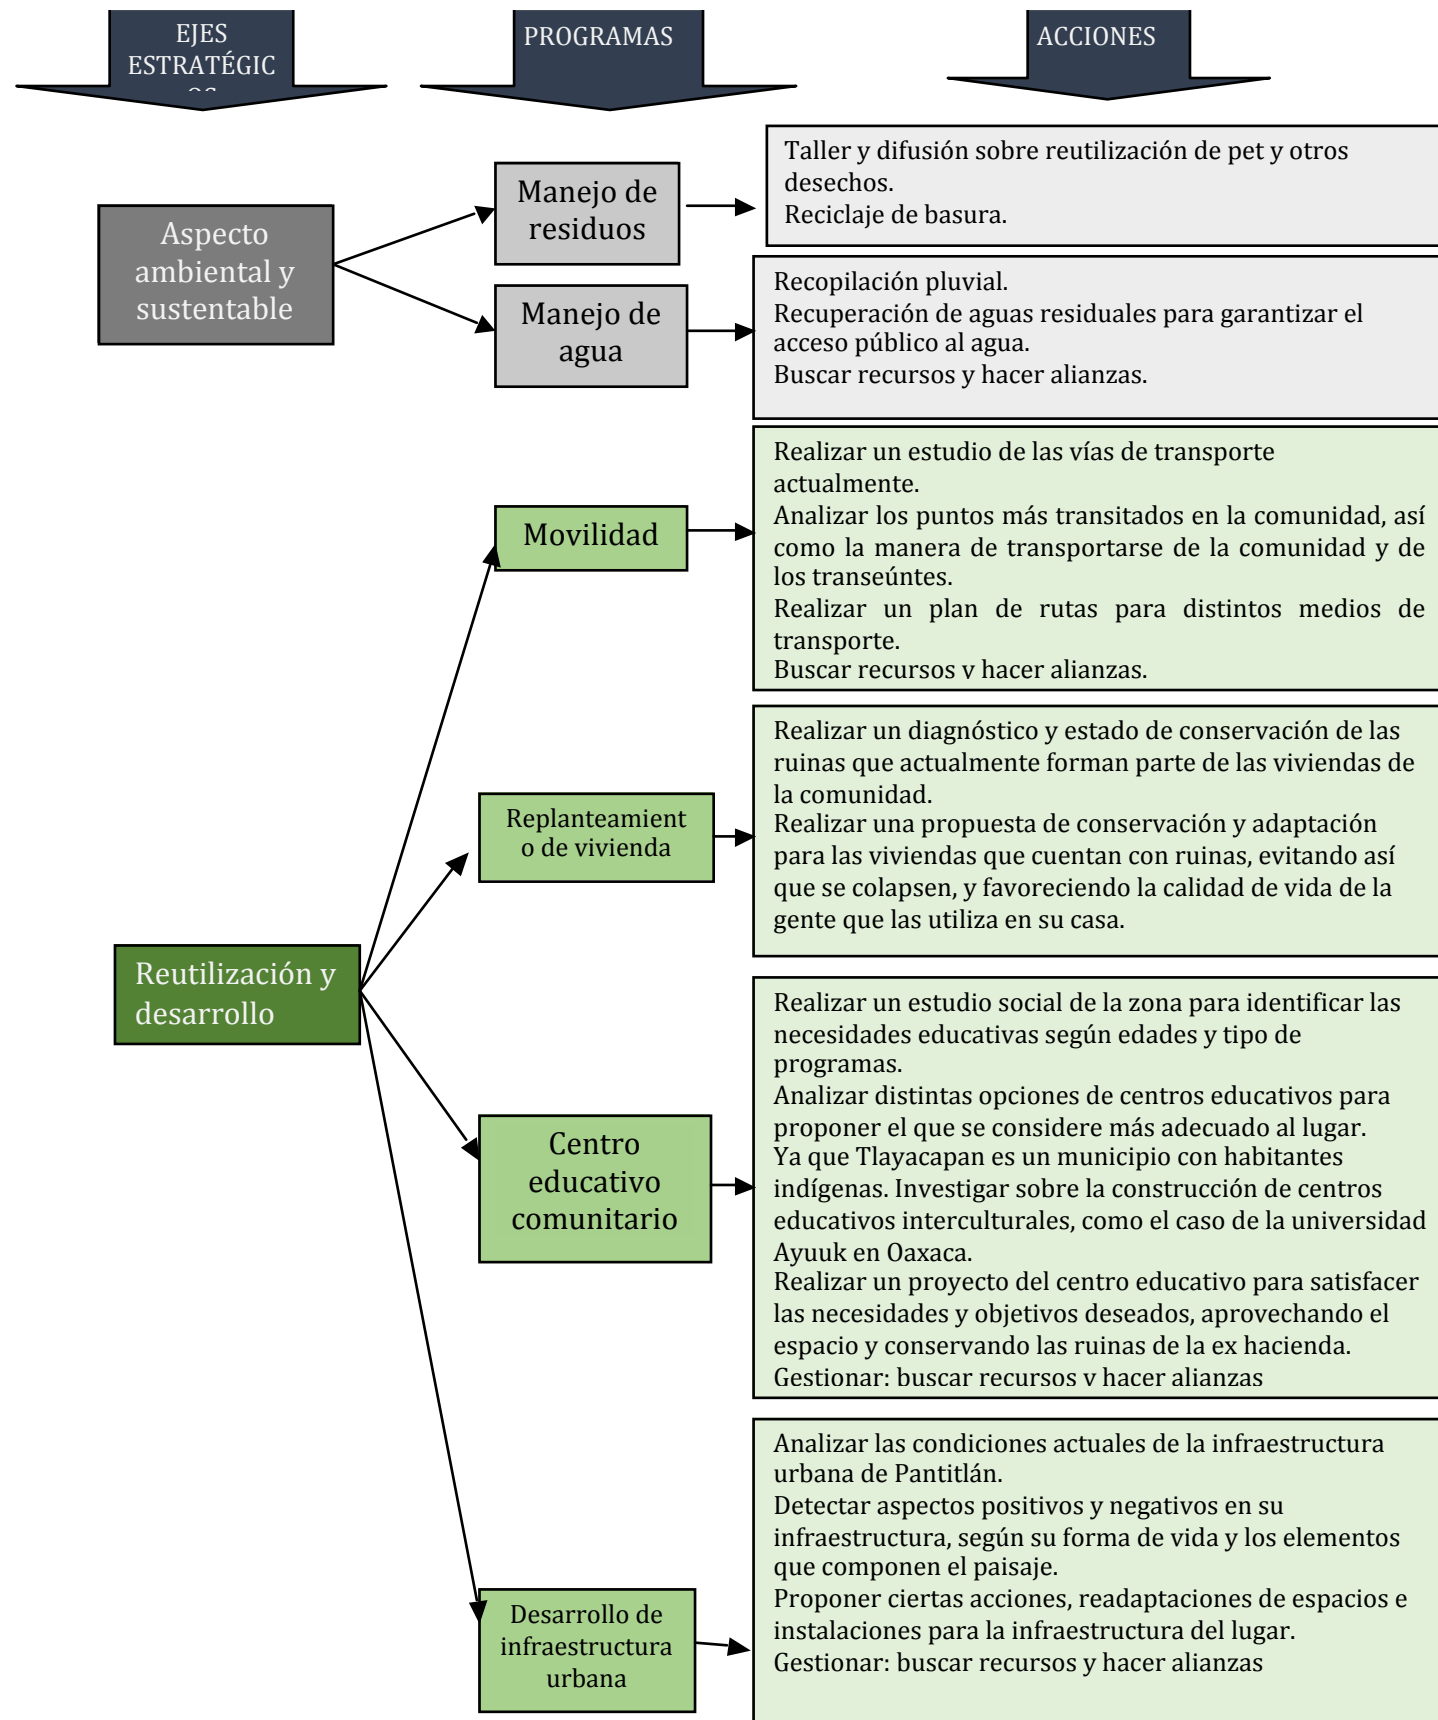 EJES
ESTRATÉGIC
OS
PROGRAMAS
ACCIONES
Aspecto
ambiental y
sustentable
Manejo de
residuos
Taller y difusión sobre reutilización de pet y otros
desechos.
Reciclaje de basura.
Manejo de
agua
Recopilación pluvial.
Recuperación de aguas residuales para garantizar el
acceso público al agua.
Buscar recursos y hacer alianzas.
Reutilización y
desarrollo
Movilidad
Realizar un estudio de las vías de transporte
actualmente.
Analizar los puntos más transitados en la comunidad, así
como la manera de transportarse de la comunidad y de
los transeúntes.
Realizar un plan de rutas para distintos medios de
transporte.
Buscar recursos y hacer alianzas.
Replanteamient
o de vivienda
Realizar un diagnóstico y estado de conservación de las
ruinas que actualmente forman parte de las viviendas de
la comunidad.
Realizar una propuesta de conservación y adaptación
para las viviendas que cuentan con ruinas, evitando así
que se colapsen, y favoreciendo la calidad de vida de la
gente que las utiliza en su casa.
Centro
educativo
comunitario
Realizar un estudio social de la zona para identificar las
necesidades educativas según edades y tipo de
programas.
Analizar distintas opciones de centros educativos para
proponer el que se considere más adecuado al lugar.
Ya que Tlayacapan es un municipio con habitantes
indígenas. Investigar sobre la construcción de centros
educativos interculturales, como el caso de la universidad
Ayuuk en Oaxaca.
Realizar un proyecto del centro educativo para satisfacer
las necesidades y objetivos deseados, aprovechando el
espacio y conservando las ruinas de la ex hacienda.
Gestionar: buscar recursos y hacer alianzas
Desarrollo de
infraestructura
urbana
Analizar las condiciones actuales de la infraestructura
urbana de Pantitlán.
Detectar aspectos positivos y negativos en su
infraestructura, según su forma de vida y los elementos
que componen el paisaje.
Proponer ciertas acciones, readaptaciones de espacios e
instalaciones para la infraestructura del lugar.
Gestionar: buscar recursos y hacer alianzas